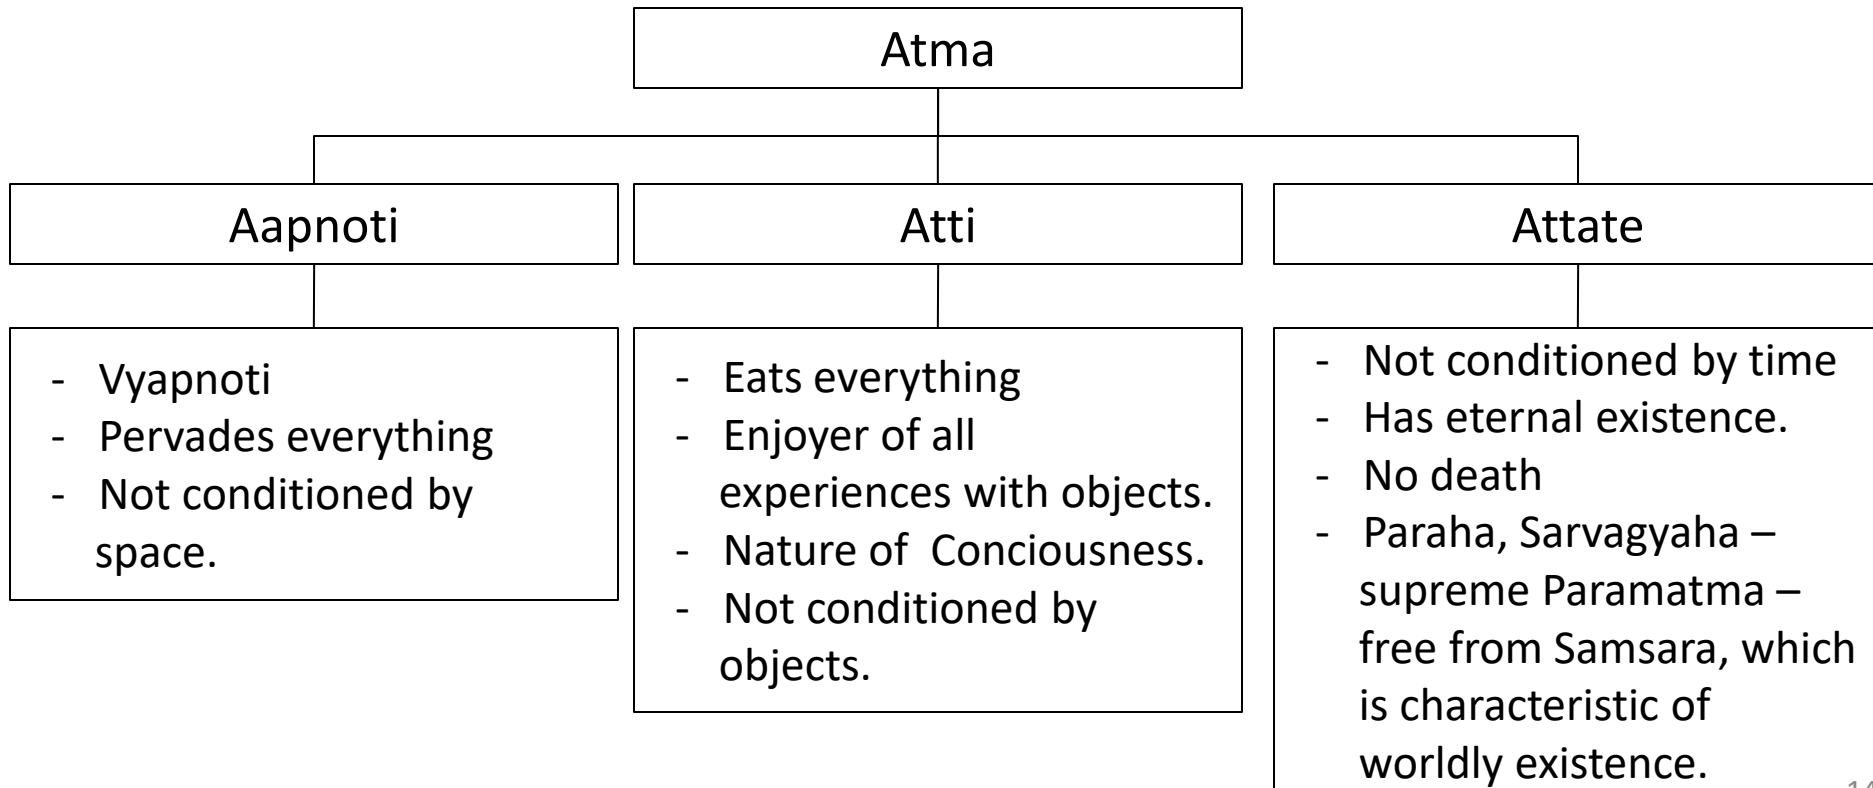 Atma
Aapnoti
Atti
Attate
- Vyapnoti
- Pervades everything
- Not conditioned by
space.
- Eats everything
- Enjoyer of all
experiences with objects.
- Nature of Conciousness.
- Not conditioned by
objects.
- Not conditioned by time
- Has eternal existence.
- No death
- Paraha, Sarvagyaha –
supreme Paramatma –
free from Samsara, which
is characteristic of
worldly existence.